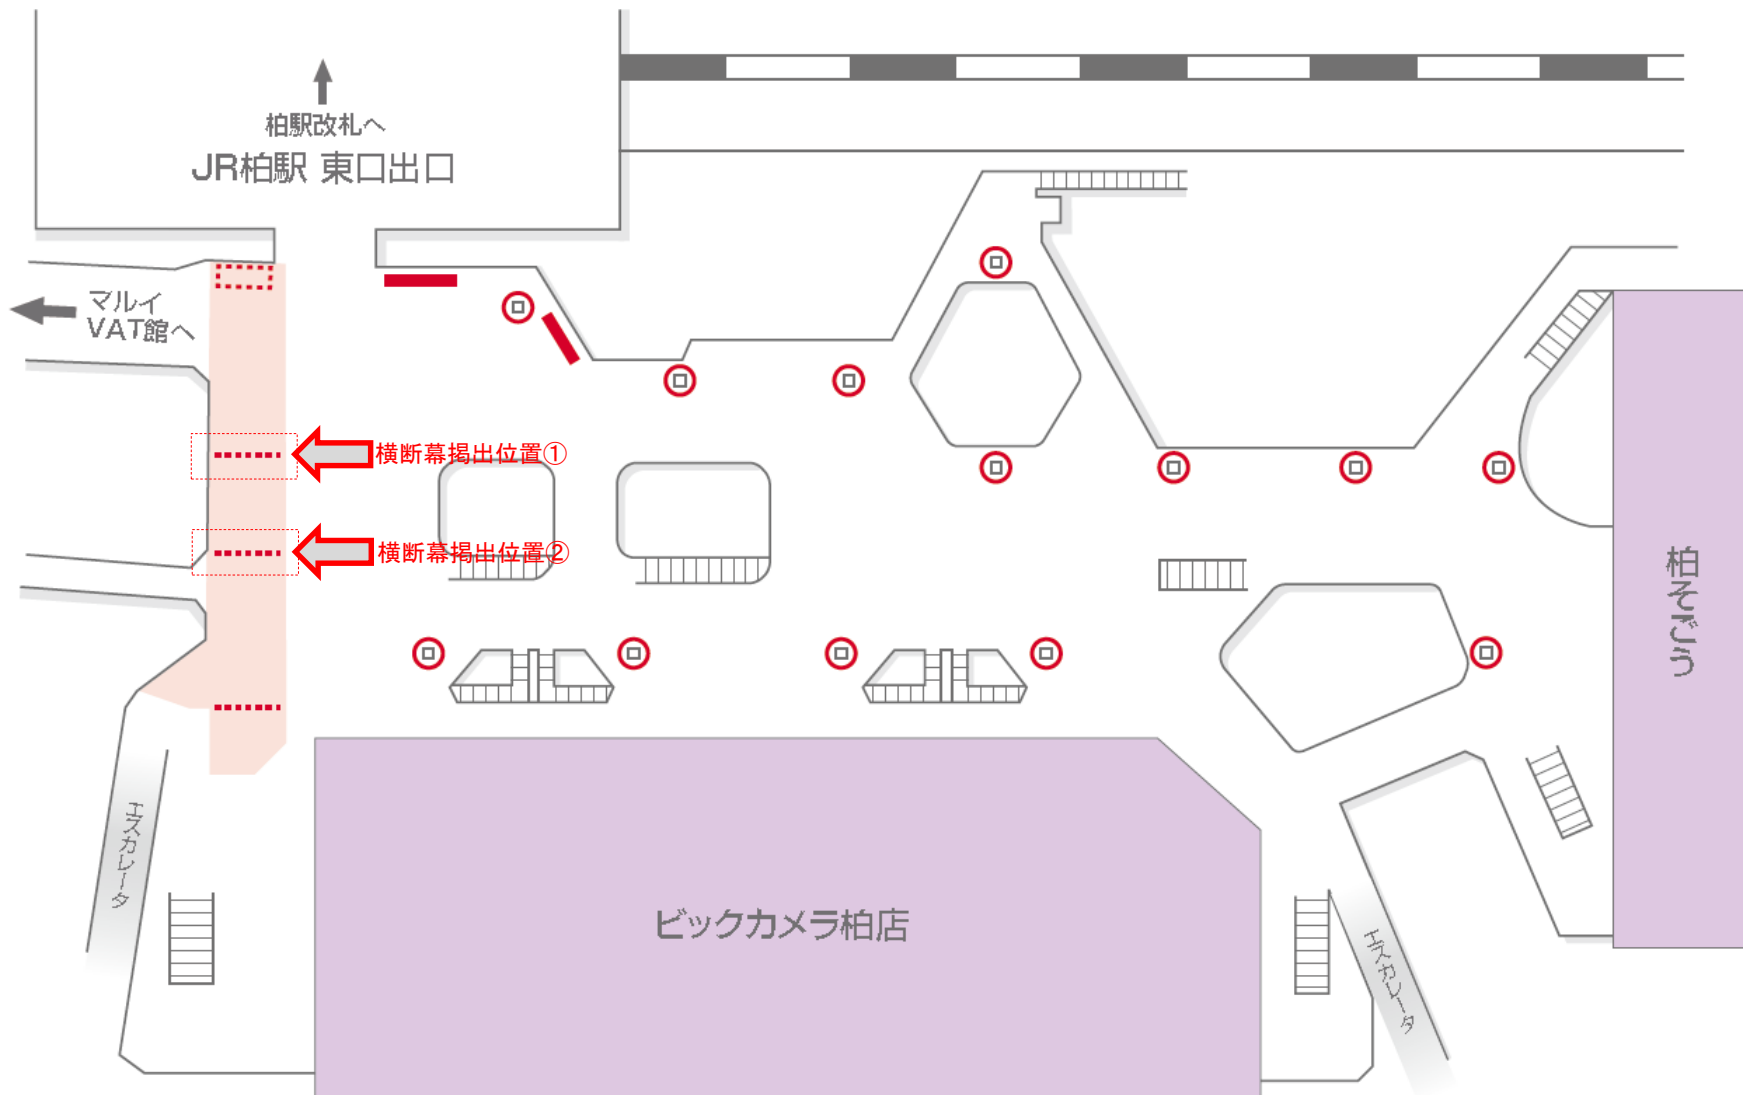 柏駅改札へ
JR柏駅 東口出口
マルイ
VAT館へ
横断幕掲出位置①
横断幕掲出位置②
柏そごう
エスカレータ
ビックカメラ柏店
エスカレータ